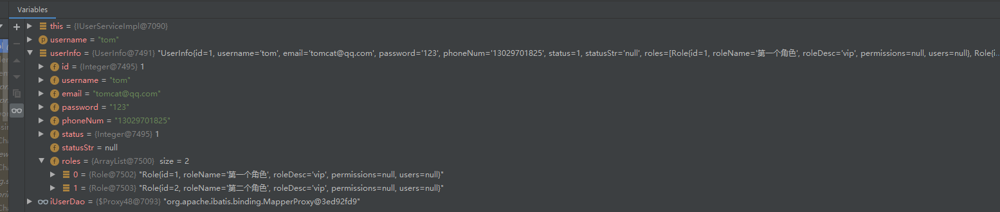 Variables
this = {IUserServiceImpl@7090}
username = "tom"
userInfo = {UserInfo@7491} "UserInfo{id=1, username='tom', email='tomcat@qq.com', password='123', phoneNum='13029701825', status=1, statusStr='null', roles=[Role{id=1, roleName='第一个角色', roleDesc='vip', permissions=null, users=null}, Role{i...
id = {Integer@7495} 1
username = "tom"
email = "tomcat@qq.com"
password = "123"
phoneNum = "13029701825"
status = {Integer@7495} 1
statusStr = null
roles = {ArrayList@7500} size = 2
0 = {Role@7502} "Role{id=1, roleName='第一个角色', roleDesc='vip', permissions=null, users=null}"
1 = {Role@7503} "Role{id=2, roleName='第二个角色', roleDesc='vip', permissions=null, users=null}"
iUserDao = {$Proxy48@7093} "org.apache.ibatis.binding.MapperProxy@3ed92fd9"